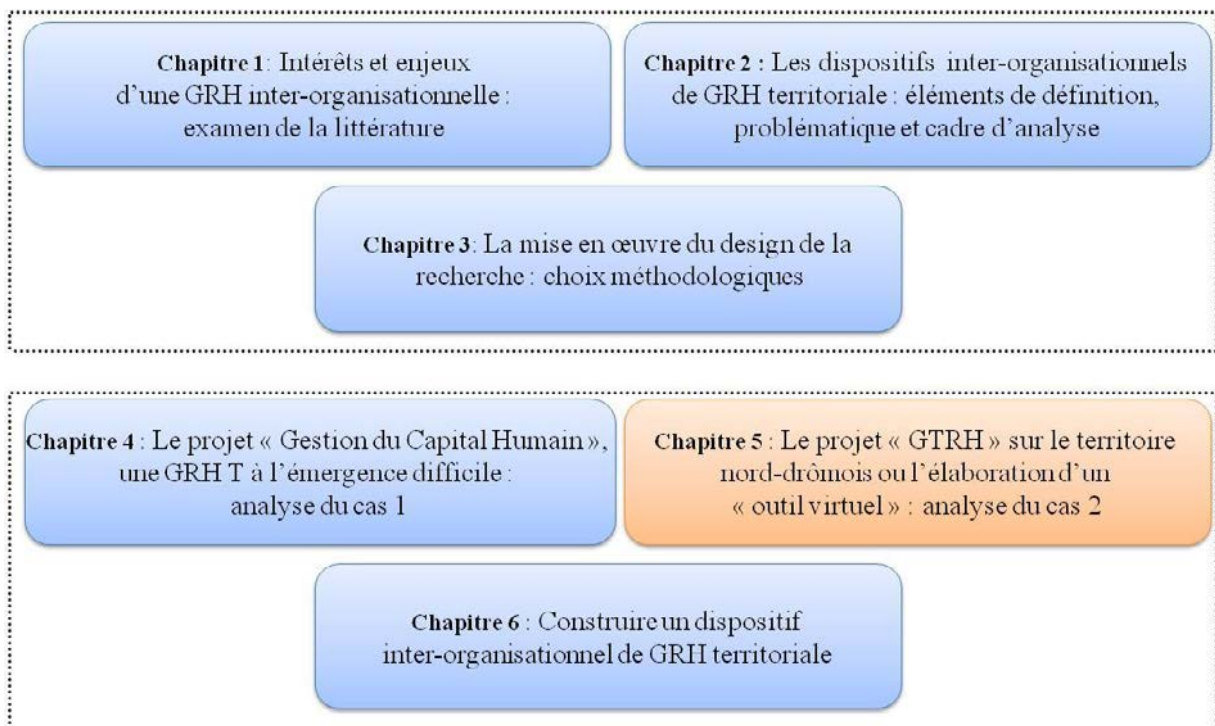 Chapitre 1: Intérêts et enjeux
d’une GRH inter-organisationnelle :
examen de la littérature
Chapitre 2 : Les dispositifs inter-organisationnels
de GRH territoriale : éléments de définition,
problématique et cadre d’analyse
Chapitre 3: La mise en œuvre du design de la
recherche : choix méthodologiques
Chapitre 4 : Le projet « Gestion du Capital Humain »,
une GRH T à l’émergence difficile :
analyse du cas 1
Chapitre 5 : Le projet « GTRH » sur le territoire
nord-drômois ou l’élaboration d’un
« outil virtuel » : analyse du cas 2
Chapitre 6 : Construire un dispositif
inter-organisationnel de GRH territoriale